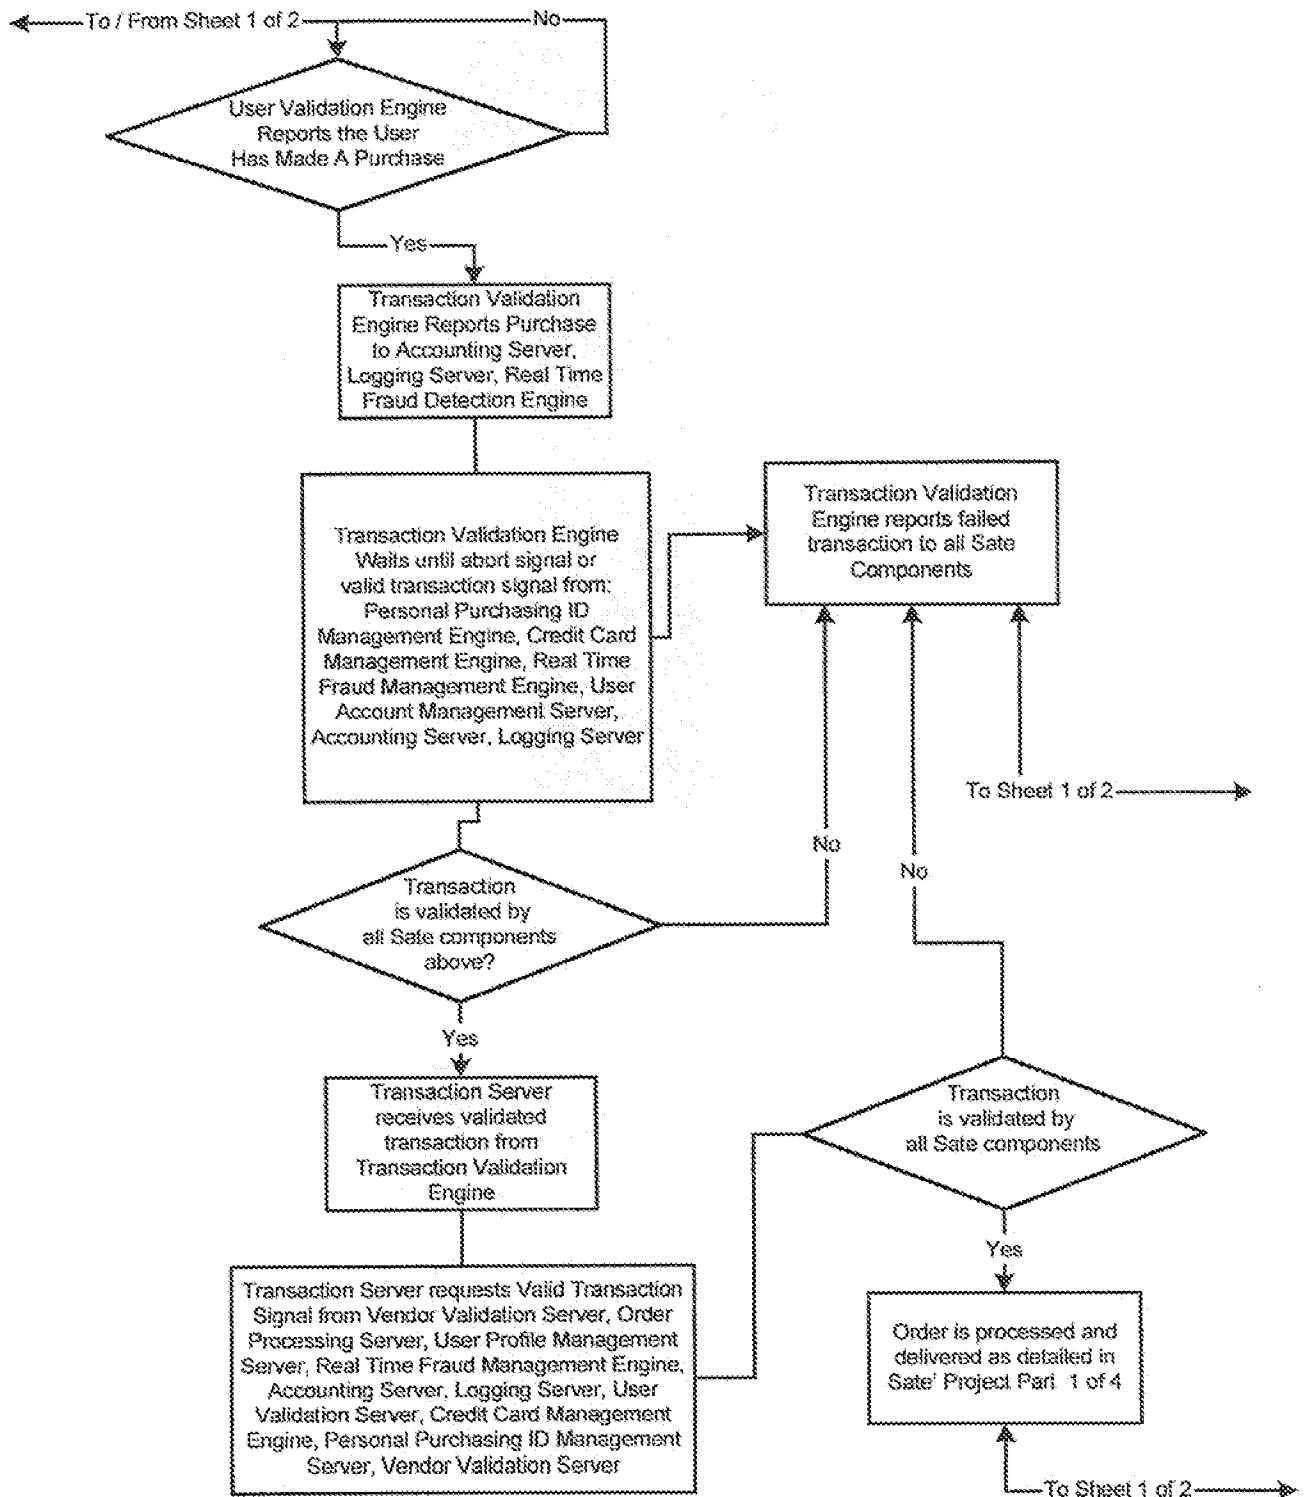 To / From Sheet 1 of 2
No
User Validation Engine
Reports the User
Has Made A Purchase
Yes
Transaction Validation
Engine Reports Purchase
to Accounting Server,
Logging Server, Real Time
Fraud Detection Engine
Transaction Validation Engine
Waits until abort signal or
valid transaction signal from:
Personal Purchasing ID
Management Engine, Credit Card
Management Engine, Real Time
Fraud Management Engine, User
Account Management Server,
Accounting Server, Logging Server
Transaction Validation
Engine reports failed
transaction to all Sate
Components
To Sheet 1 of 2
No
No
Transaction
is validated by
all Sate components
above?
Yes
Transaction Server
receives validated
transaction from
Transaction Validation
Engine
Transaction
is validated by
all Sate components
Yes
Transaction Server requests Valid Transaction
Signal from Vendor Validation Server, Order
Processing Server, User Profile Management
Server, Real Time Fraud Management Engine,
Accounting Server, Logging Server, User
Validation Server, Credit Card Management
Engine, Personal Purchasing ID Management
Server, Vendor Validation Server
Order is processed and
delivered as detailed in
Sate' Project Part 1 of 4
To Sheet 1 of 2